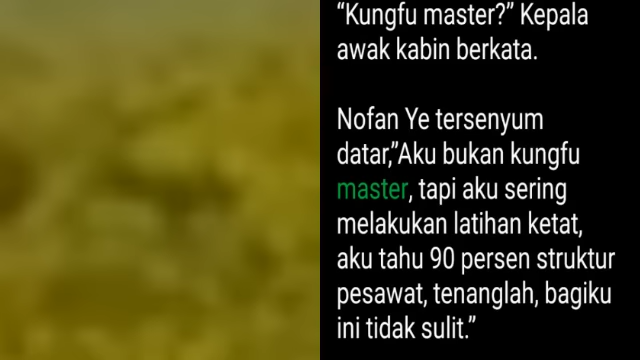 “Kungfu master?” Kepala
awak kabin berkata.
Nofan Ye tersenyum
datar,”Aku bukan kungfu
master, tapi aku sering
melakukan latihan ketat,
aku tahu 90 persen struktur
pesawat, tenanglah, bagiku
ini tidak sulit.”